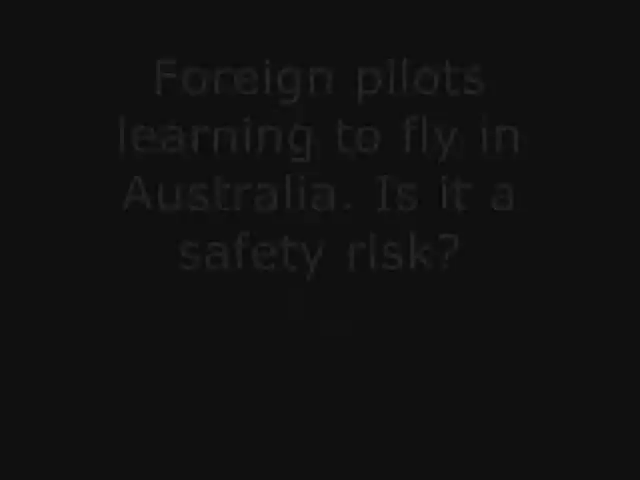 Foreign pilots
learning to fly in
Australia. Is it a
safety risk?